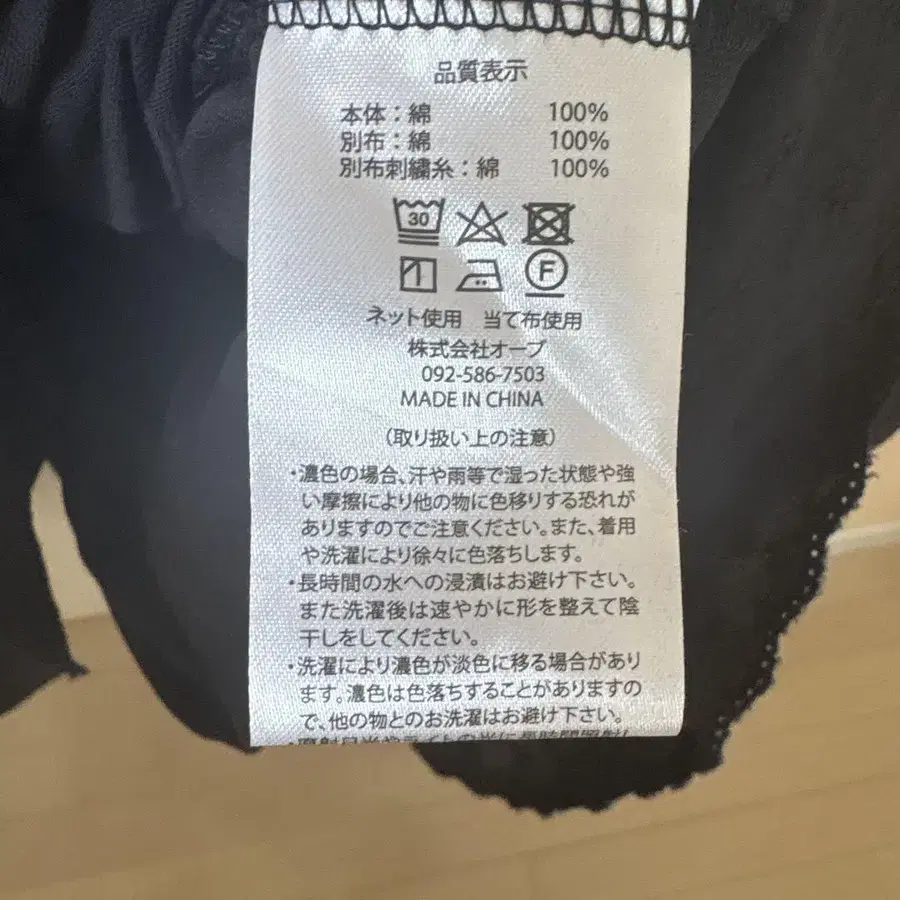 品質表示
本体：綿 100%
別布：綿 100%
別布刺繍糸：綿 100%
30
F
ネット使用 当て布使用
株式会社オーブ
092-586-7503
MADE IN CHINA
（取り扱い上の注意）
・濃色の場合、汗や雨等で湿った状態や強
い摩擦により他の物に色移りする恐れが
ありますのでご注意ください。また、着用
や洗濯により徐々に色落ちします。
・長時間の水への浸漬はお避け下さい。
また洗濯後は速やかに形を整えて陰
干しをしてください。
・洗濯により濃色が淡色に移る場合があり
ます。濃色は色落ちすることがありますの
で、他の物とのお洗濯はお避け下さい。